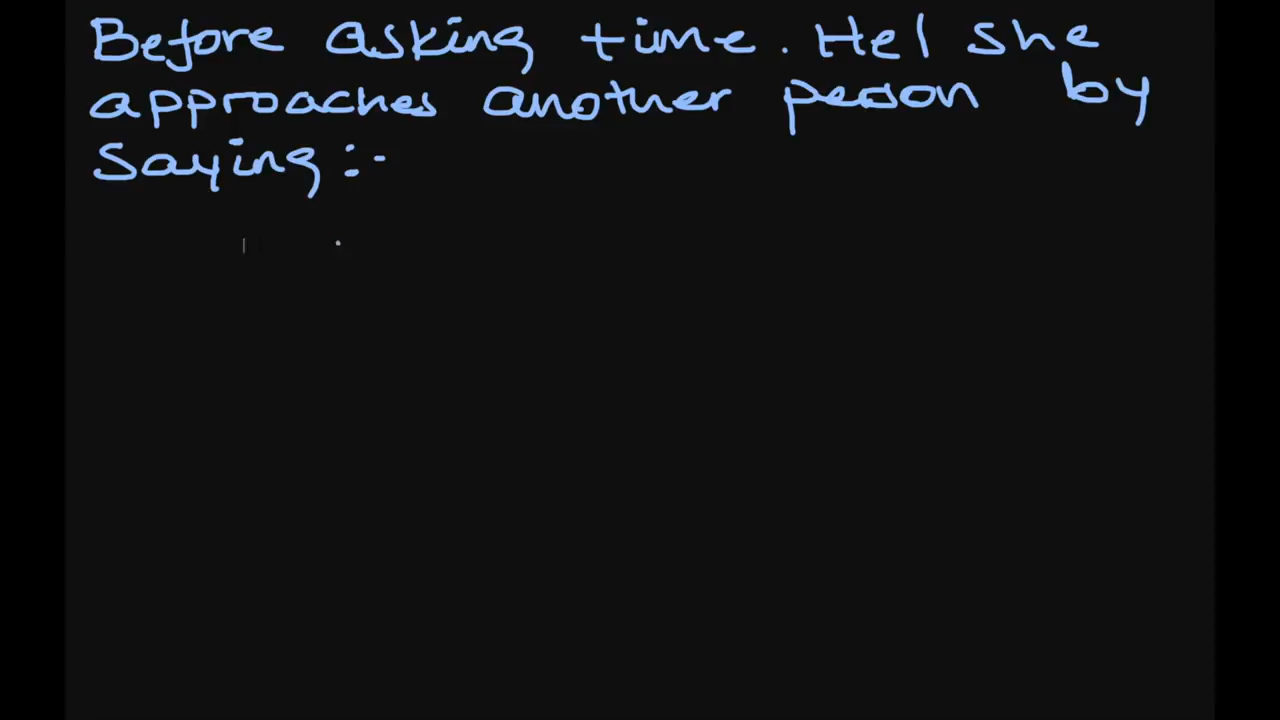 Before asking time. He/ she
approaches another person by
Saying :-